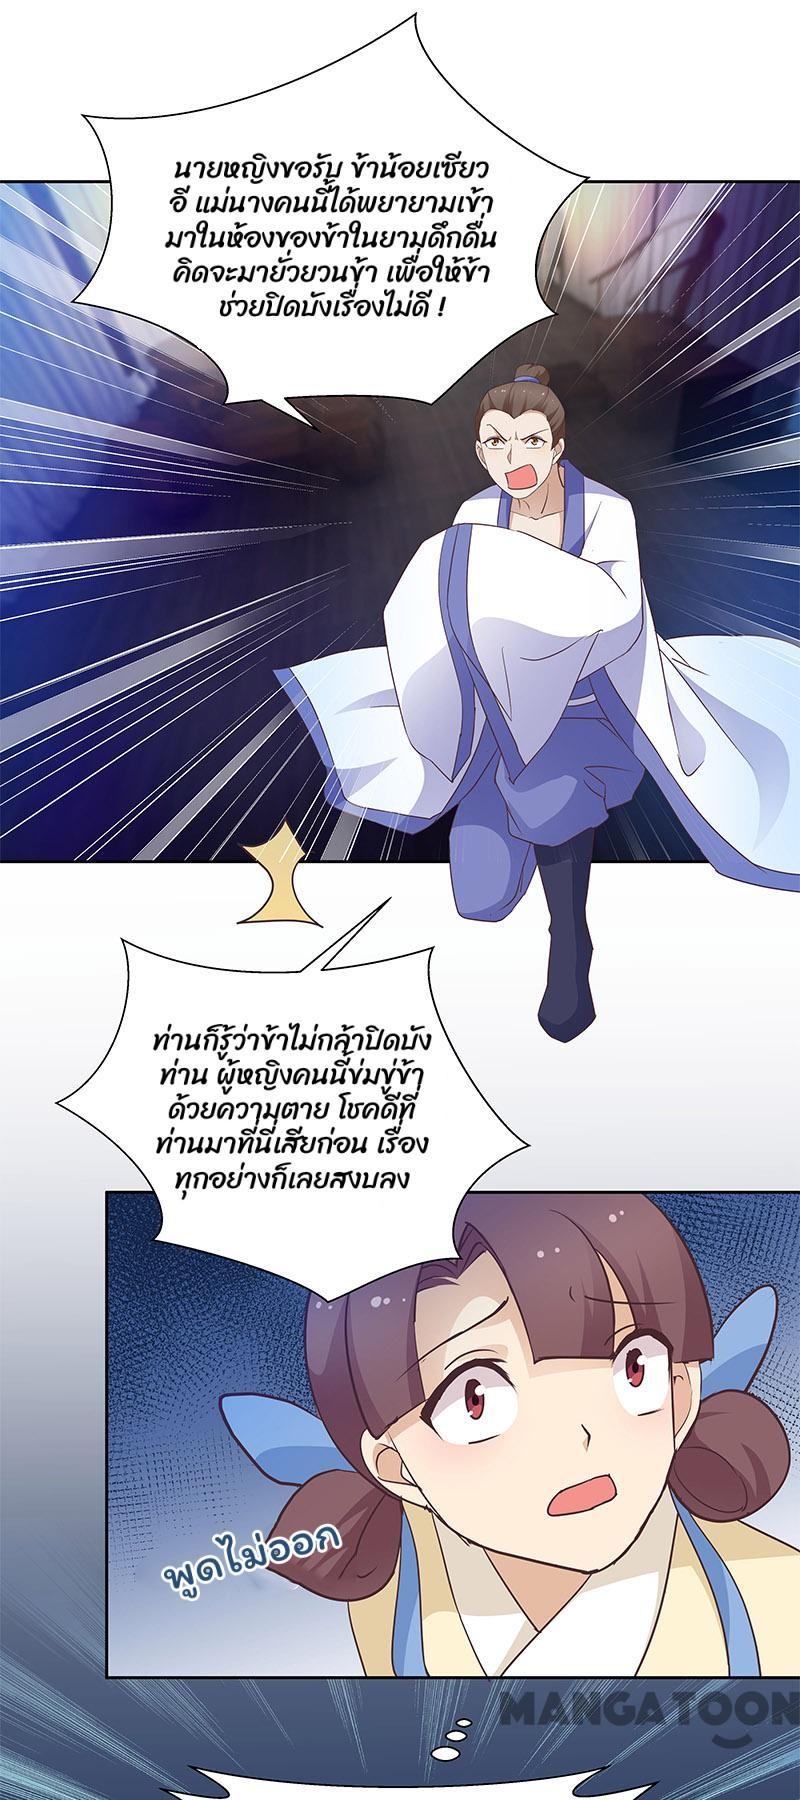 นายหญิงขอรับ ข้าน้อยเซียว
อี แม่นางคนนี้ได้พยายามเข้า
มาในห้องของข้าในยามดึกดื่น
คิดจะมายั่วยวนข้า เพื่อให้ข้า
ช่วยปิดบังเรื่องไม่ดี !
ท่านก็รู้ว่าข้าไม่กล้าปิดบัง
ท่าน ผู้หญิงคนนี้ข่มขู่ข้า
ด้วยความตาย โชคดีที่
ท่านมาที่นี่เสียก่อน เรื่อง
ทุกอย่างก็เลยสงบลง
พูดไม่ออก
MANGATOON